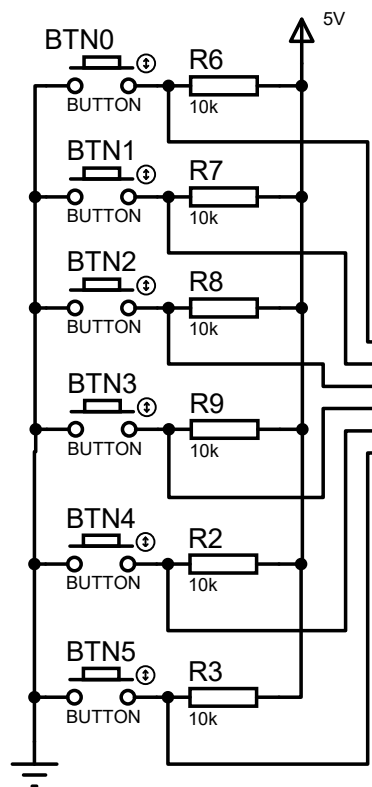 5V
BTN0
R6
BUTTON
10k
BTN1
R7
BUTTON
10k
BTN2
R8
BUTTON
10k
BTN3
R9
BUTTON
10k
BTN4
R2
BUTTON
10k
BTN5
R3
BUTTON
10k